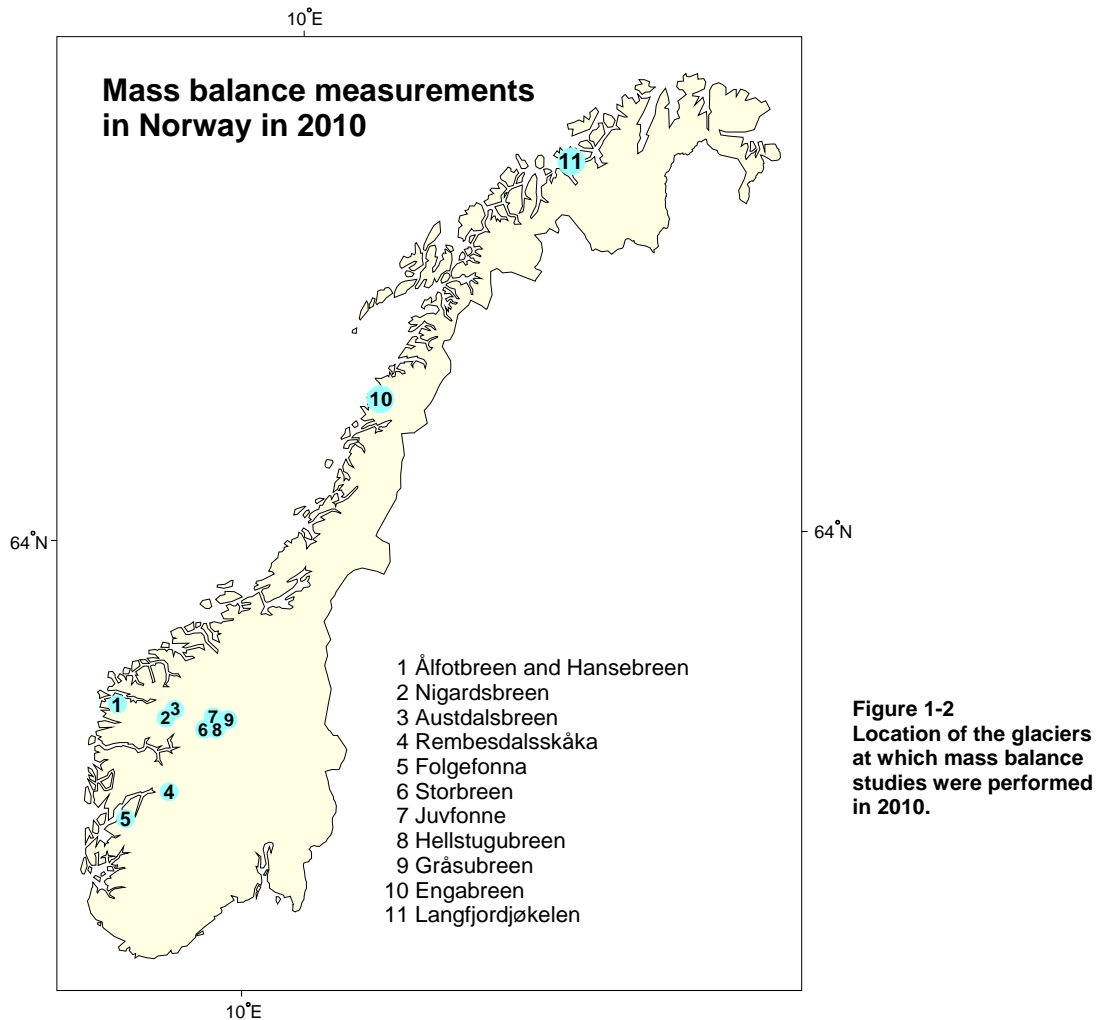 10°E
Mass balance measurements
in Norway in 2010
11
10
64°N
64°N
1
2
3
7
9
6
8
4
5
1 Ålfotbreen and Hansebreen
2 Nigardsbreen
3 Austdalsbreen
4 Rembesdalsskåka
5 Folgefonna
6 Storbreen
7 Juvfonne
8 Hellstugubreen
9 Gråsubreen
10 Engabreen
11 Langfjordjøkelen
10°E
Figure 1-2
Location of the glaciers
at which mass balance
studies were performed
in 2010.